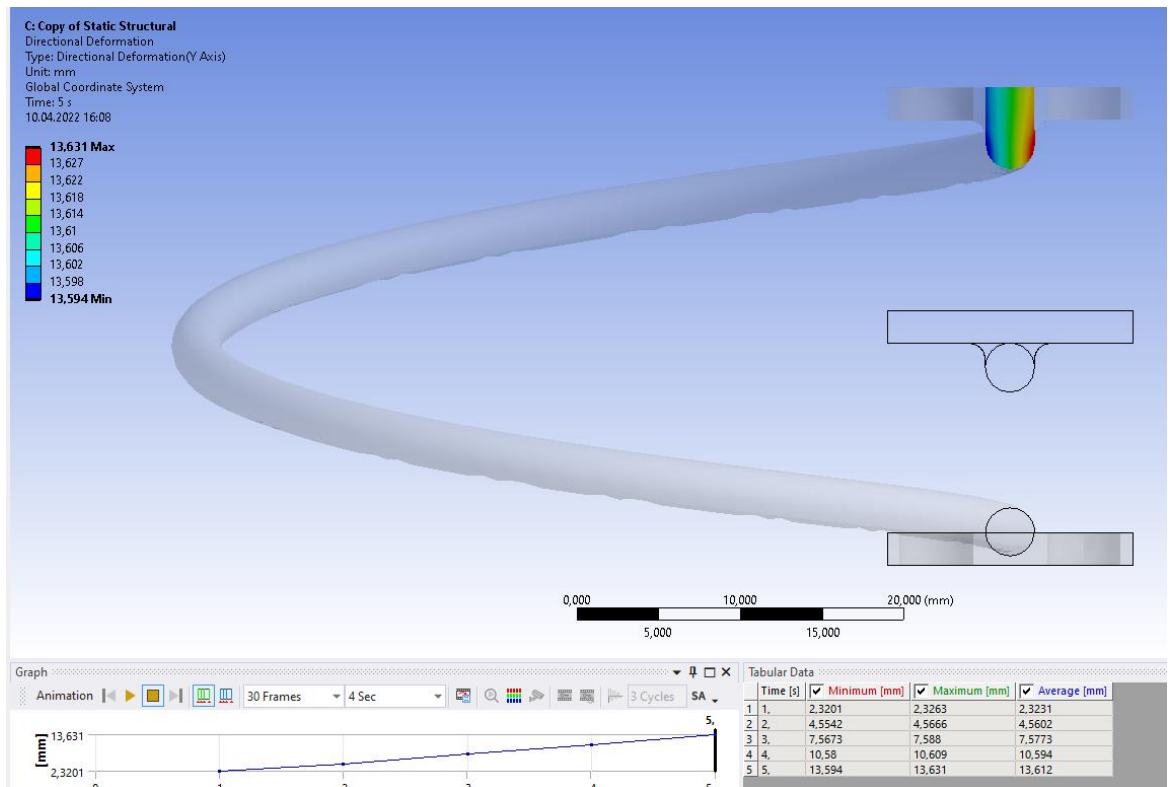 C: Copy of Static Structural
Directional Deformation
Type: Directional Deformation(Y Axis)
Unit: mm
Global Coordinate System
Time: 5 s
10.04.2022 16:08
13,631 Max
13,627
13,622
13,618
13,614
13,61
13,606
13,602
13,598
13,594 Min
0,000 10,000 20,000 (mm)
5,000 15,000
Graph
Animation 30 Frames 4 Sec 3 Cycles SA
5,
[mm]
13,631
2,3201
0 1 2 3 4 5
Tabular Data
Time [s] Minimum [mm] Maximum [mm] Average [mm]
1 1, 2,3201 2,3263 2,3231
2 2, 4,5542 4,5666 4,5602
3 3, 7,5673 7,588 7,5773
4 4, 10,58 10,609 10,594
5 5, 13,594 13,631 13,612